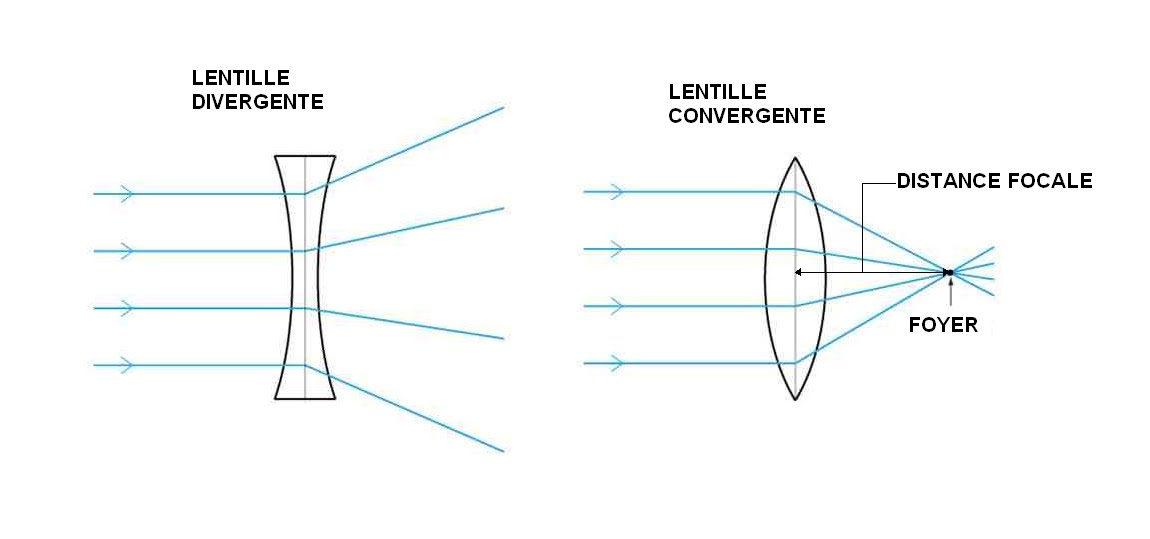 LENTILLE
DIVERGENTE
LENTILLE
CONVERGENTE
DISTANCE FOCALE
FOYER